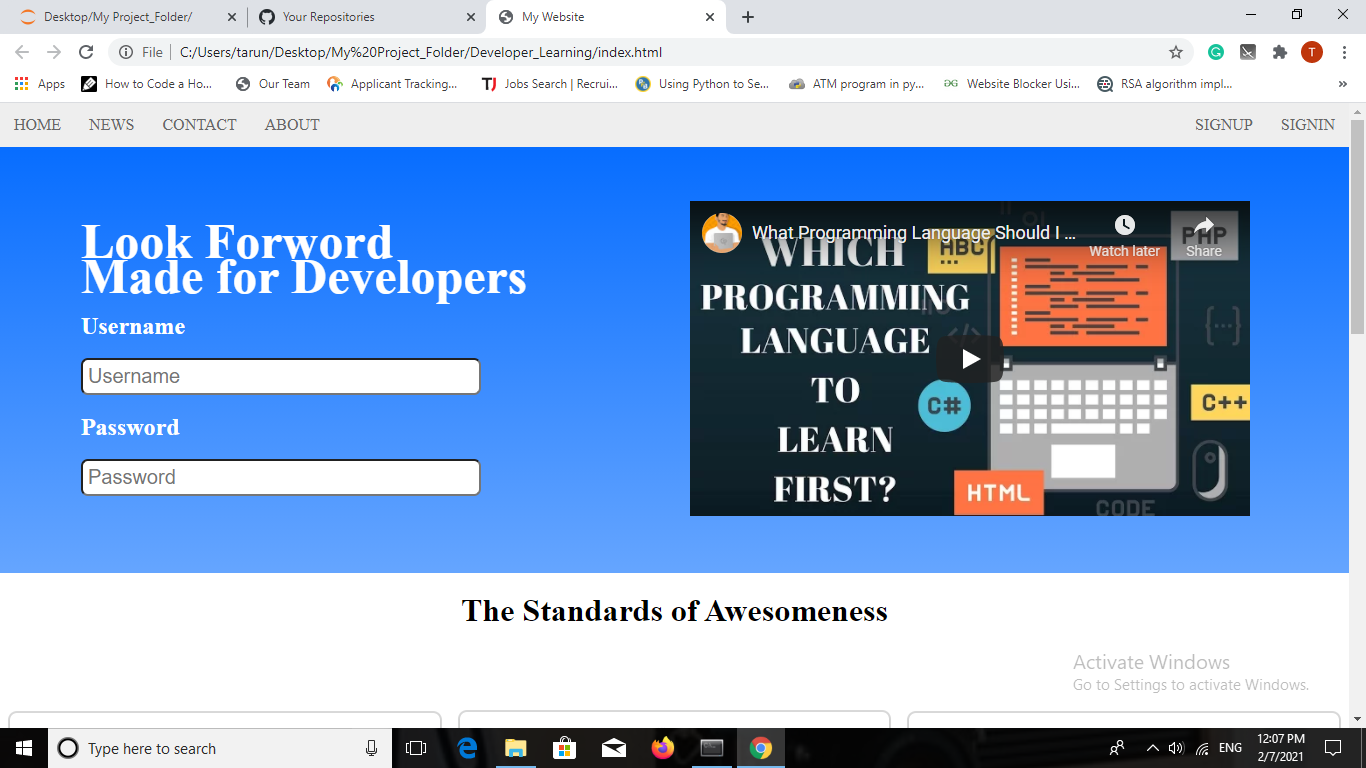 Desktop/My Project_Folder/
Your Repositories
My Website
File
C:/Users/tarun/Desktop/My%20Project_Folder/Developer_Learning/index.html
T
Apps
How to Code a Ho...
Our Team
Applicant Tracking...
TJ
Jobs Search | Recrui...
Using Python to Se...
ATM program in py...
Website Blocker Usi...
RSA algorithm impl...
»
HOME
NEWS
CONTACT
ABOUT
SIGNUP
SIGNIN
Look Forword
Made for Developers
Username
Username
Password
Password
What Programming Language Should I ...
Watch later
Share
PHP
ABC
WHICH
PROGRAMMING
LANGUAGE
TO
LEARN
FIRST?
C#
C++
HTML
CODE
The Standards of Awesomeness
Activate Windows
Go to Settings to activate Windows.
Type here to search
ENG
12:07 PM
2/7/2021